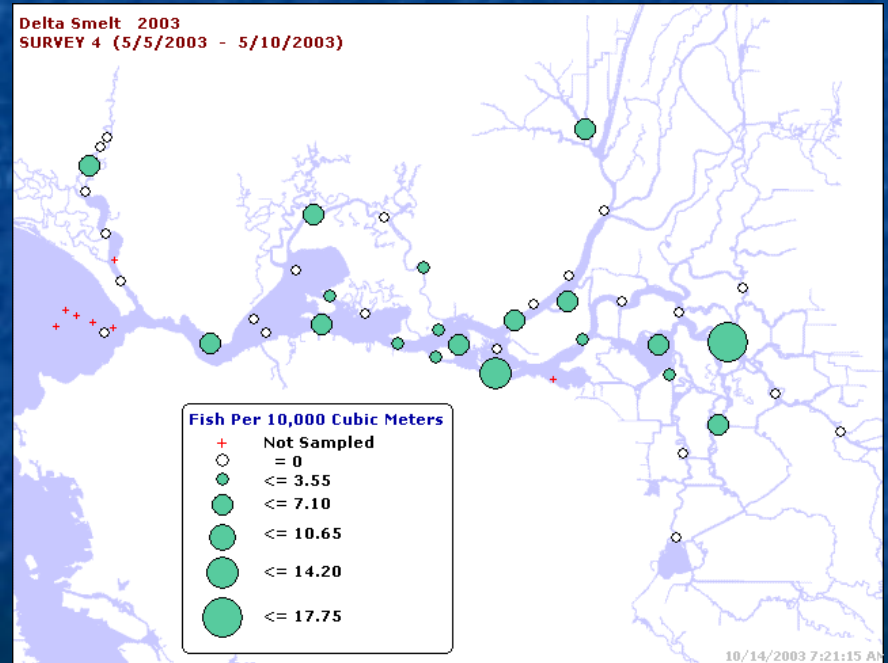 Delta Smelt 2003
SURVEY 4 (5/5/2003 - 5/10/2003)
Fish Per 10,000 Cubic Meters
Not Sampled
= 0
<= 3.55
<= 7.10
<= 10.65
<= 14.20
<= 17.75
10/14/2003 7:21:15 AM